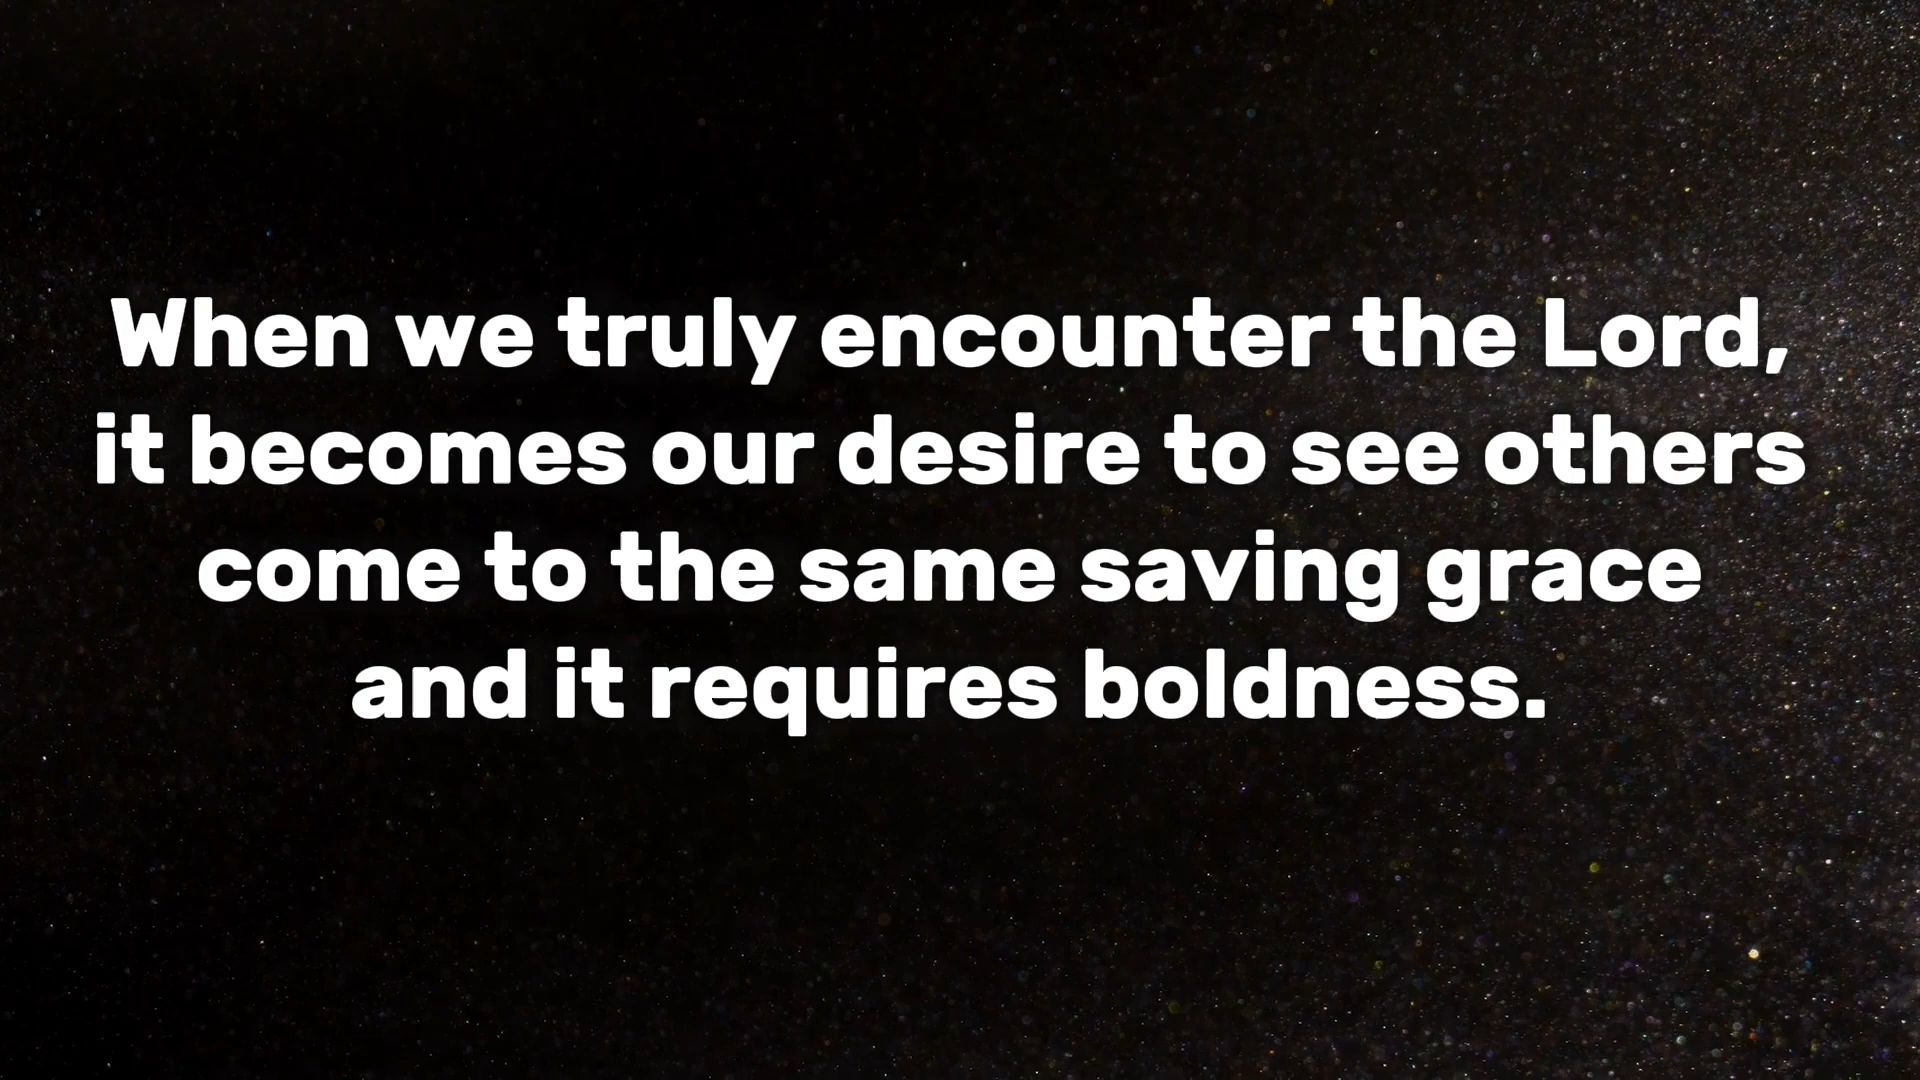 When we truly encounter the Lord,
it becomes our desire to see others
come to the same saving grace
and it requires boldness.